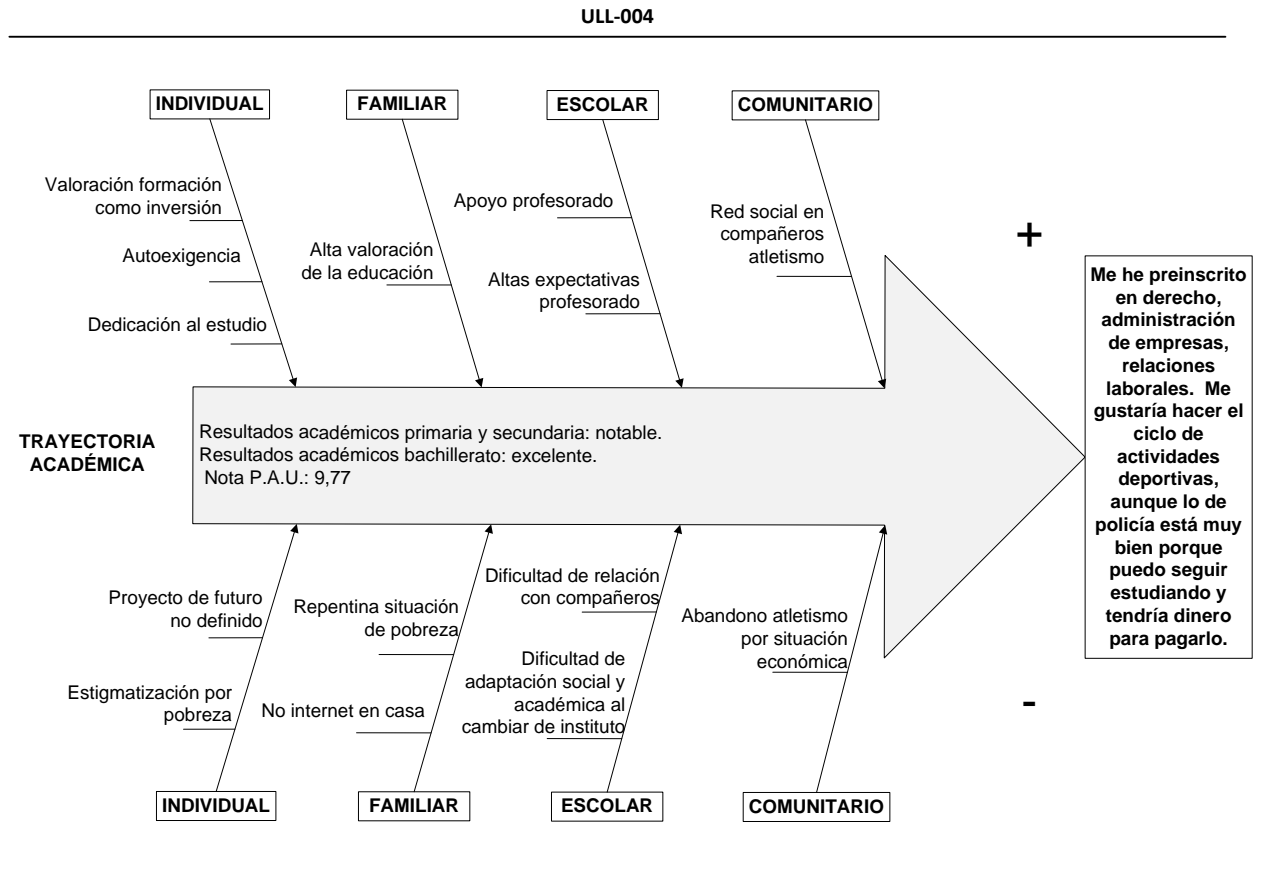 ULL-004
INDIVIDUAL
FAMILIAR
ESCOLAR
COMUNITARIO
Valoración formación
como inversión
Autoexigencia
Dedicación al estudio
Alta valoración
de la educación
Apoyo profesorado
Altas expectativas
profesorado
Red social en
compañeros
atletismo
+
TRAYECTORIA
ACADÉMICA
Resultados académicos primaria y secundaria: notable.
Resultados académicos bachillerato: excelente.
Nota P.A.U.: 9,77
Me he preinscrito
en derecho,
administración
de empresas,
relaciones
laborales. Me
gustaría hacer el
ciclo de
actividades
deportivas,
aunque lo de
policía está muy
bien porque
puedo seguir
estudiando y
tendría dinero
para pagarlo.
Proyecto de futuro
no definido
Estigmatización por
pobreza
Repentina situación
de pobreza
No internet en casa
Dificultad de relación
con compañeros
Dificultad de
adaptación social y
académica al
cambiar de instituto
Abandono atletismo
por situación
económica
-
INDIVIDUAL
FAMILIAR
ESCOLAR
COMUNITARIO